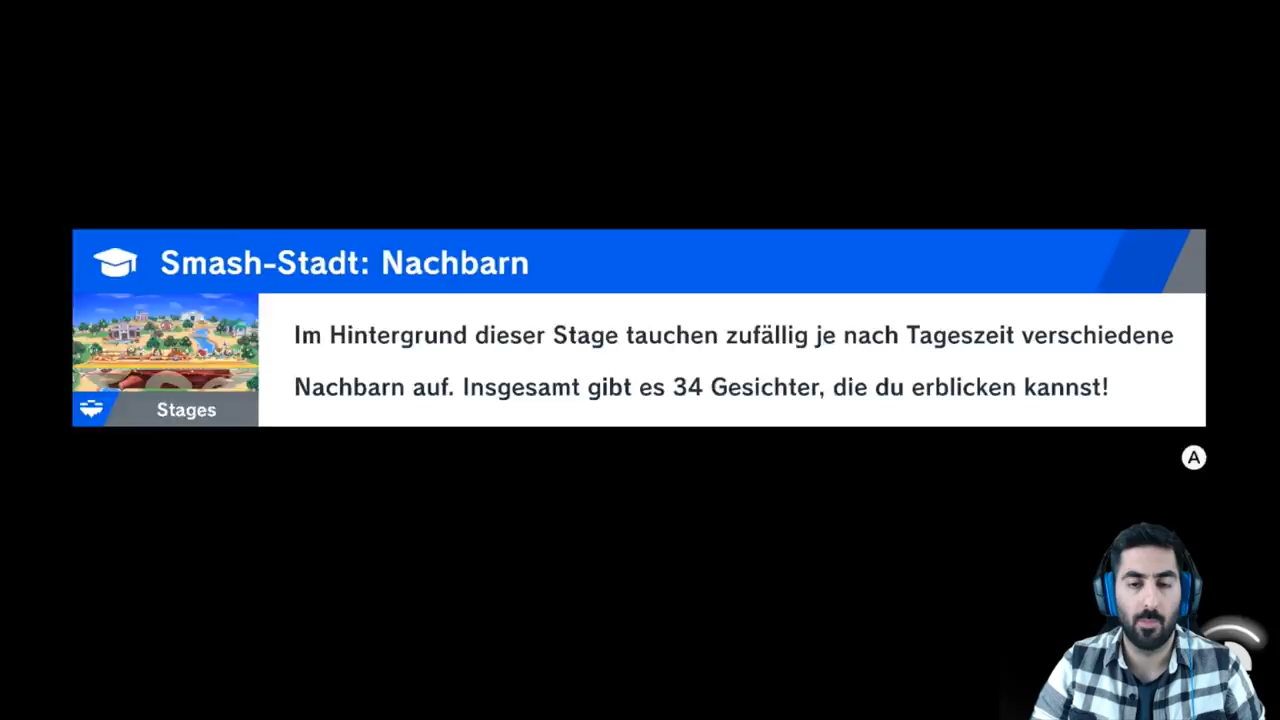 Smash-Stadt: Nachbarn
Im Hintergrund dieser Stage tauchen zufällig je nach Tageszeit verschiedene
Nachbarn auf. Insgesamt gibt es 34 Gesichter, die du erblicken kannst!
Stages
A